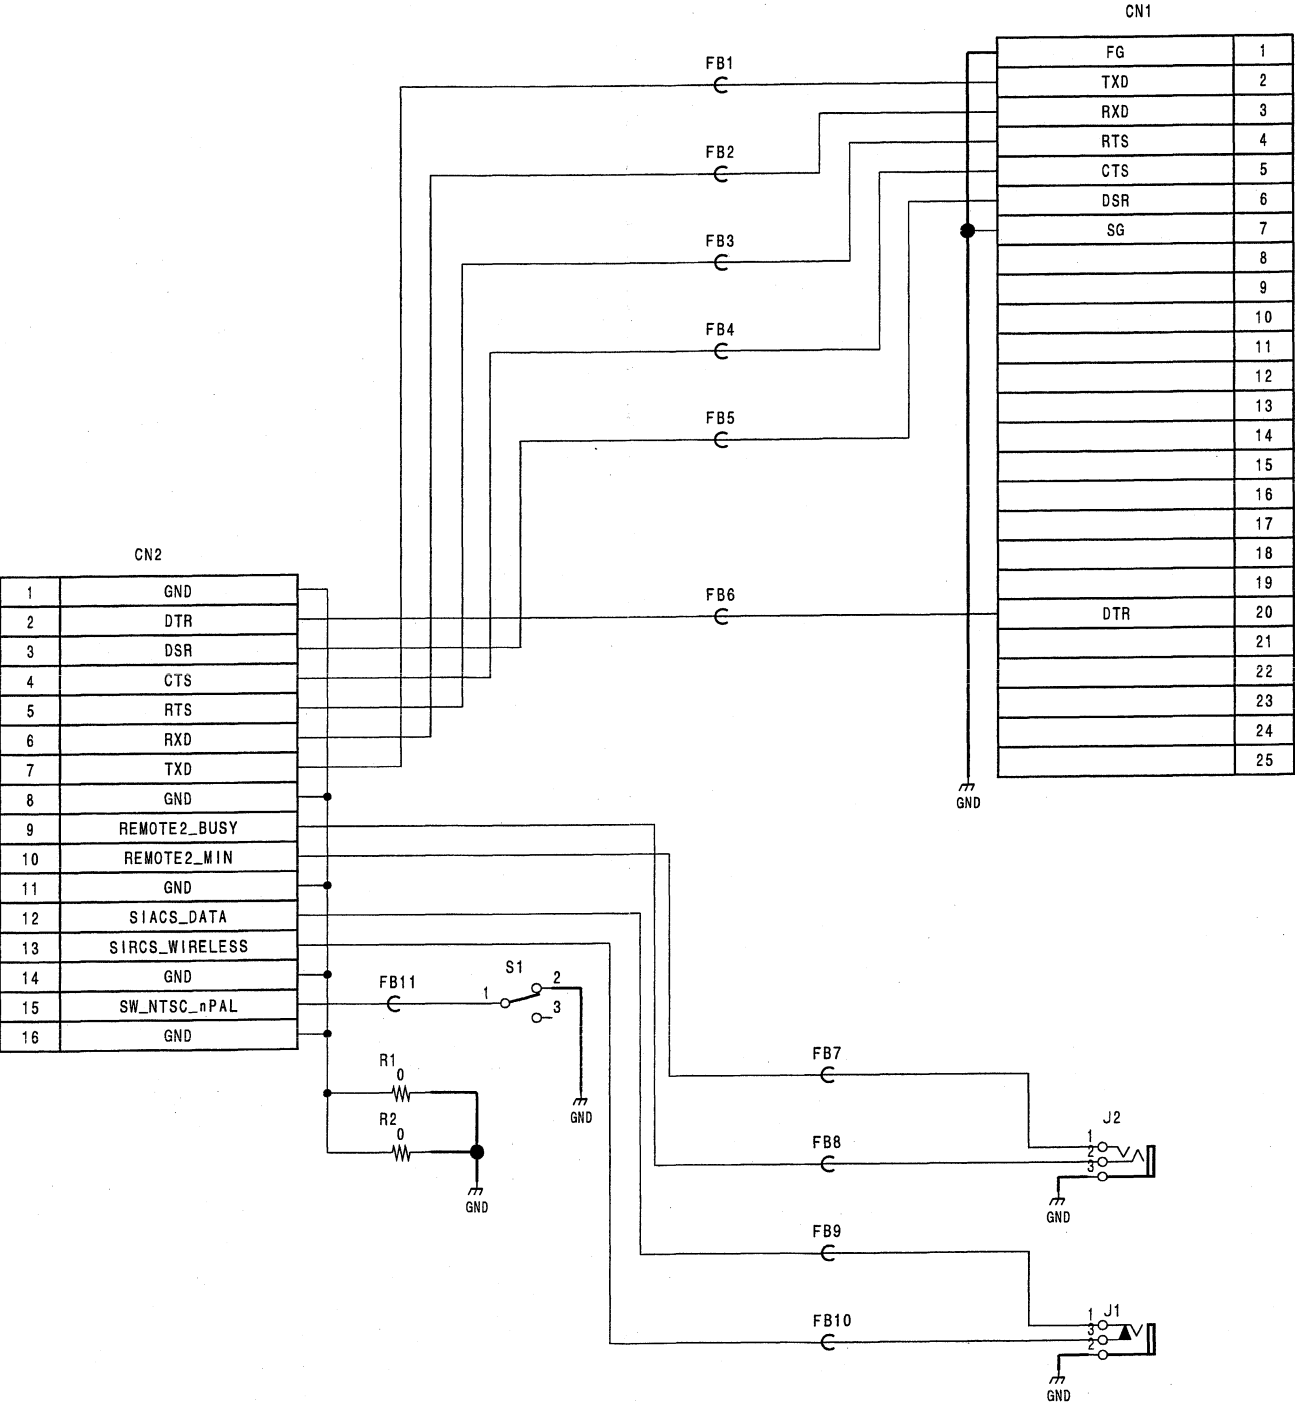 CN1
FG 1
TXD 2
RXD 3
RTS 4
CTS 5
DSR 6
SG 7
8
9
10
11
12
13
14
15
16
17
18
19
DTR 20
21
22
23
24
25
GND
FB1
FB2
FB3
FB4
FB5
FB6
CN2
1 GND
2 DTR
3 DSR
4 CTS
5 RTS
6 RXD
7 TXD
8 GND
9 REMOTE2_BUSY
10 REMOTE2_MIN
11 GND
12 SIACS_DATA
13 SIRCS_WIRELESS
14 GND
15 SW_NTSC_nPAL
16 GND
FB11
S1
1
2
3
GND
R1
0
R2
0
GND
FB7
FB8
J2
1
2
3
GND
FB9
FB10
J1
1
3
2
GND